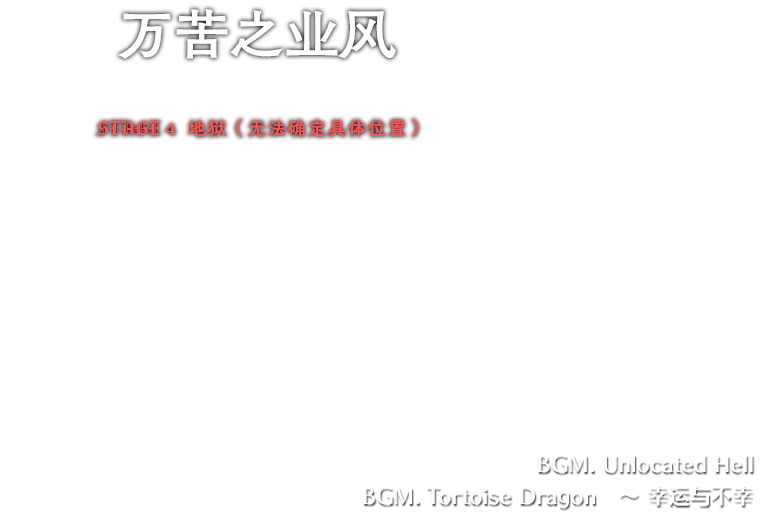 万苦之业风
STAGE 4 地狱（无法确定具体位置）
BGM. Unlocated Hell
BGM. Tortoise Dragon　～ 幸运与不幸